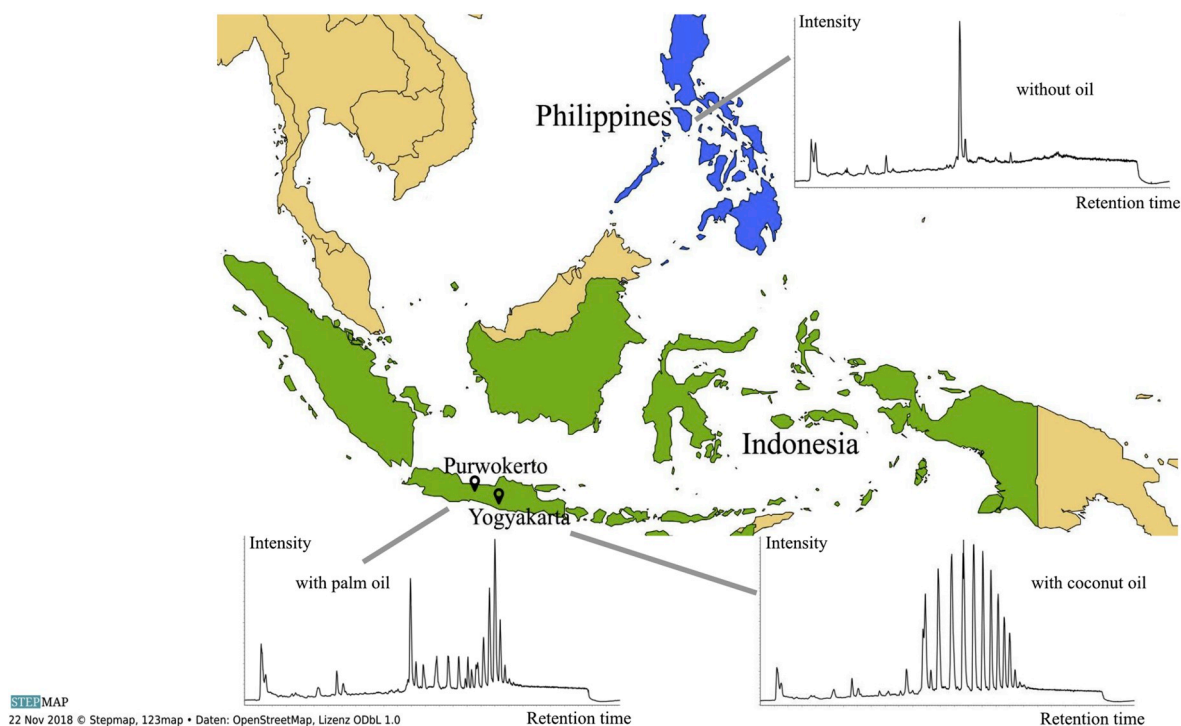 Intensity
without oil
Philippines
Retention time
Indonesia
Purwokerto
Yogyakarta
Intensity
with palm oil
Retention time
Intensity
with coconut oil
Retention time
STEPMAP
22 Nov 2018 © Stepmap, 123map • Daten: OpenStreetMap, Lizenz ODbL 1.0